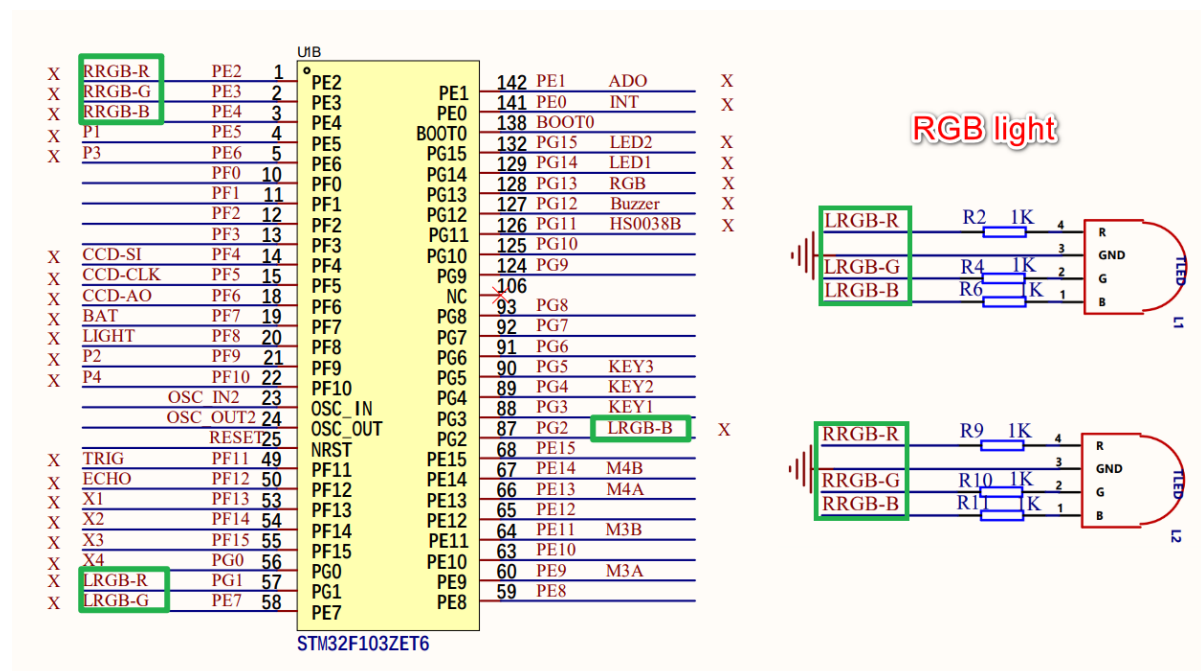 U1B
X RRGB-R PE2 1 PE2
X RRGB-G PE3 2 PE3
X RRGB-B PE4 3 PE4
X P1 PE5 4 PE5
X P3 PE6 5 PE6
PF0 10 PF0
PF1 11 PF1
PF2 12 PF2
PF3 13 PF3
X CCD-SI PF4 14 PF4
X CCD-CLK PF5 15 PF5
X CCD-AO PF6 18 PF6
X BAT PF7 19 PF7
X LIGHT PF8 20 PF8
X P2 PF9 21 PF9
X P4 PF10 22 PF10
OSC_IN2 23 OSC_IN
OSC_OUT2 24 OSC_OUT
RESET 25 NRST
X TRIG PF11 49 PF11
X ECHO PF12 50 PF12
X X1 PF13 53 PF13
X X2 PF14 54 PF14
X X3 PF15 55 PF15
X X4 PG0 56 PG0
X LRGB-R PG1 57 PG1
X LRGB-G PE7 58 PE7
PE1 142 PE1 ADO X
PE0 141 PE0 INT X
BOOT0 138 BOOT0
PG15 132 PG15 LED2 X
PG14 129 PG14 LED1 X
PG13 128 PG13 RGB X
PG12 127 PG12 Buzzer X
PG11 126 PG11 HS0038B X
PG10 125 PG10
PG9 124 PG9
NC 106
PG8 93 PG8
PG7 92 PG7
PG6 91 PG6
PG5 90 PG5 KEY3
PG4 89 PG4 KEY2
PG3 88 PG3 KEY1
PG2 87 PG2 LRGB-B X
PE15 68 PE15
PE14 67 PE14 M4B
PE13 66 PE13 M4A
PE12 65 PE12
PE11 64 PE11 M3B
PE10 63 PE10
PE9 60 PE9 M3A
PE8 59 PE8
STM32F103ZET6
RGB light
LRGB-R R2 1K 4 R
3 GND
LRGB-G R4 1K 2 G
LRGB-B R6 1K 1 B
TLED
L1
RRGB-R R9 1K 4 R
3 GND
RRGB-G R10 1K 2 G
RRGB-B 1 B
TLED
L2